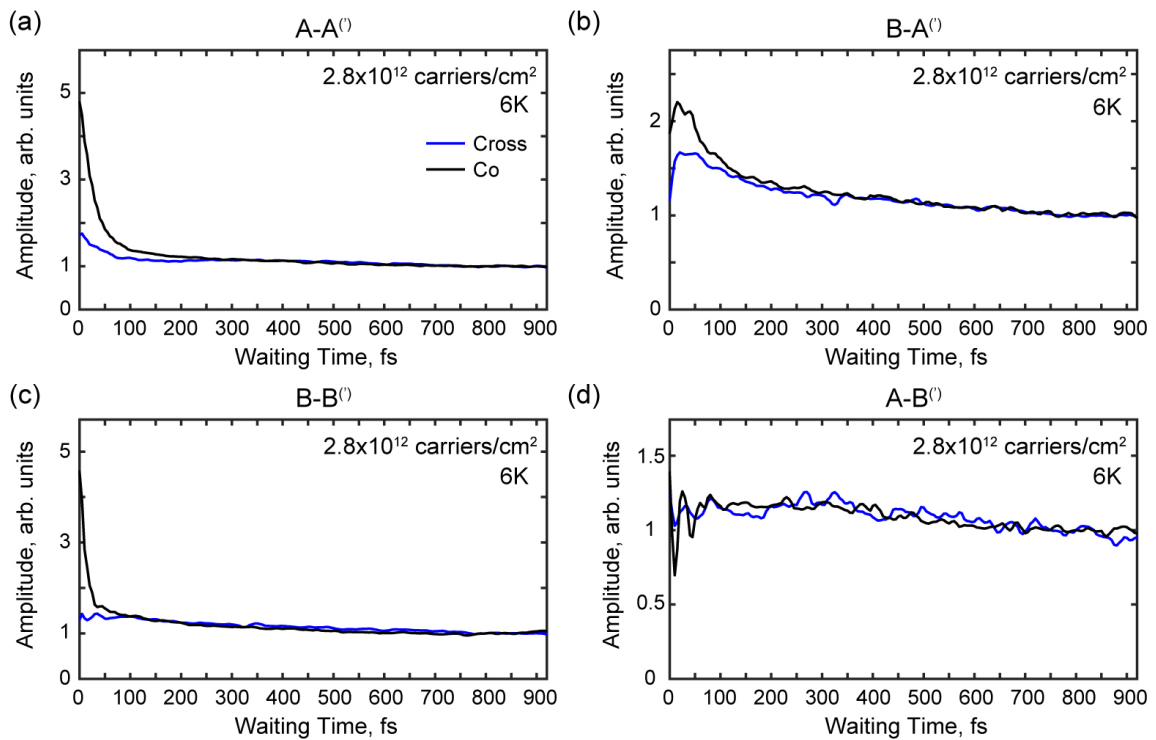 (a)
A-A(')
Amplitude, arb. units
5
3
1
0
2.8x10¹² carriers/cm²
6K
Cross
Co
0 100 200 300 400 500 600 700 800 900
Waiting Time, fs
(b)
B-A(')
Amplitude, arb. units
2
1
0
2.8x10¹² carriers/cm²
6K
0 100 200 300 400 500 600 700 800 900
Waiting Time, fs
(c)
B-B(')
Amplitude, arb. units
5
3
1
0
2.8x10¹² carriers/cm²
6K
0 100 200 300 400 500 600 700 800 900
Waiting Time, fs
(d)
A-B(')
Amplitude, arb. units
1.5
1
0.5
0
2.8x10¹² carriers/cm²
6K
0 100 200 300 400 500 600 700 800 900
Waiting Time, fs